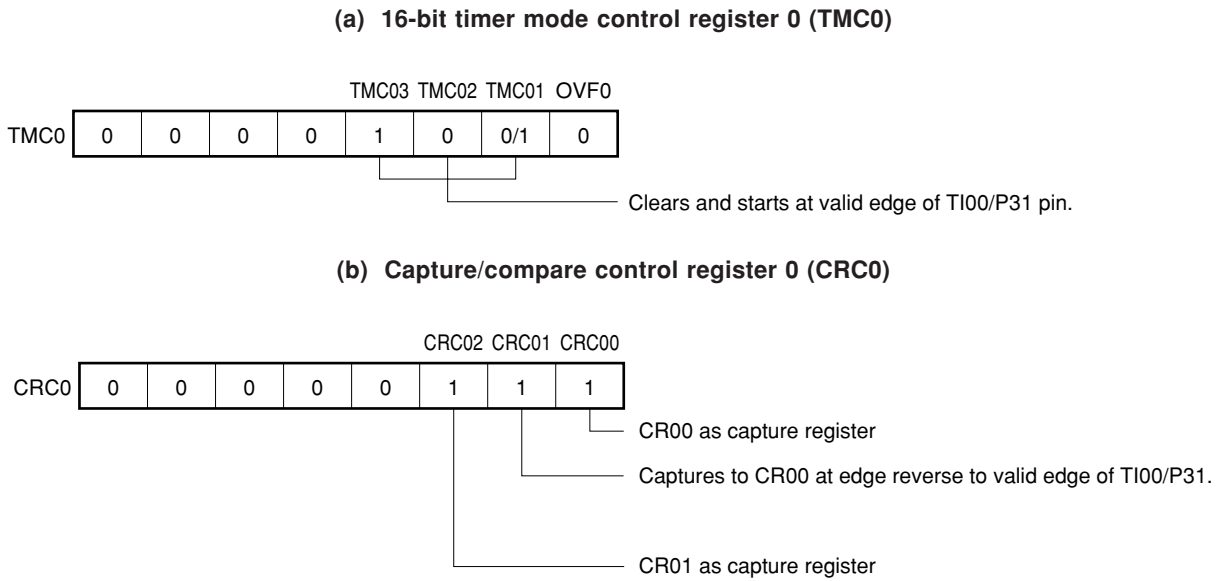 (a) 16-bit timer mode control register 0 (TMC0)
TMC03 TMC02 TMC01 OVF0
TMC0 0 0 0 0 1 0 0/1 0
Clears and starts at valid edge of TI00/P31 pin.
(b) Capture/compare control register 0 (CRC0)
CRC02 CRC01 CRC00
CRC0 0 0 0 0 0 1 1 1
CR00 as capture register
Captures to CR00 at edge reverse to valid edge of TI00/P31.
CR01 as capture register